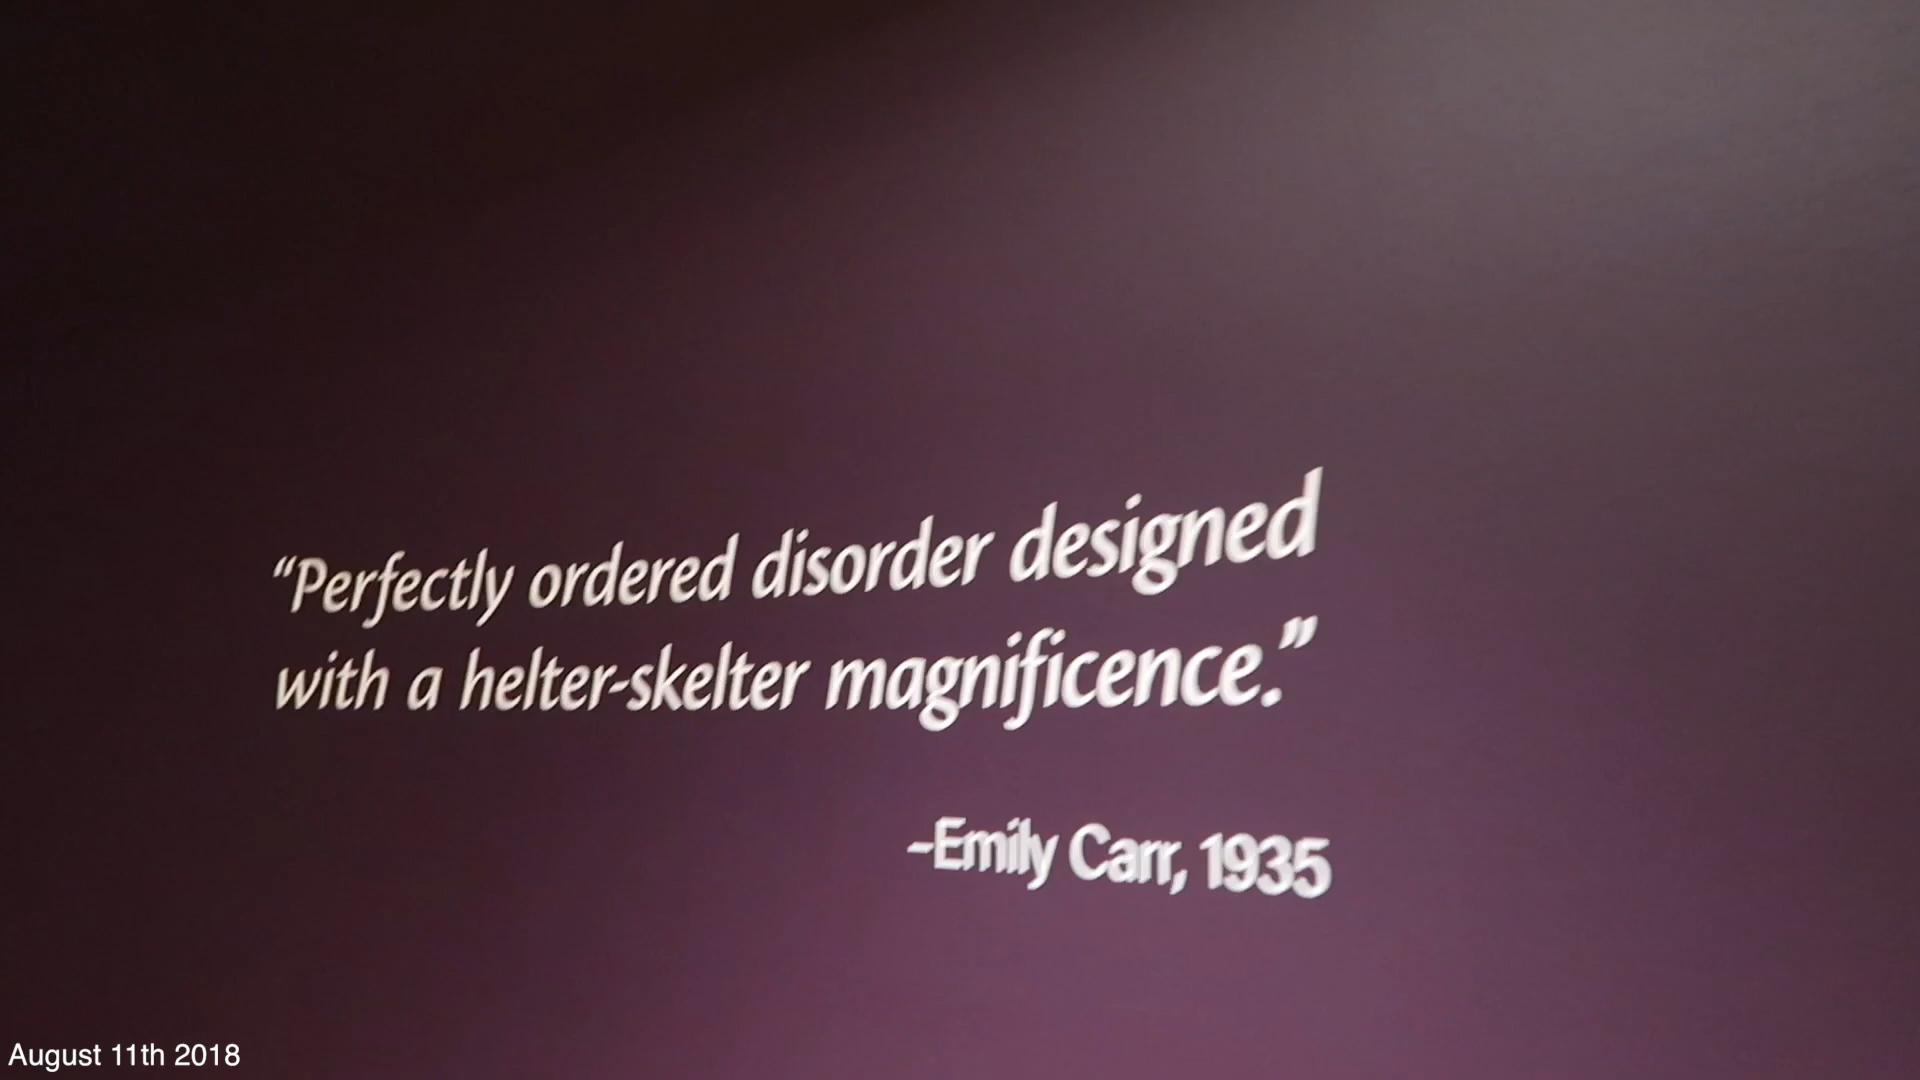 “Perfectly ordered disorder designed
with a helter-skelter magnificence.”
–Emily Carr, 1935
August 11th 2018